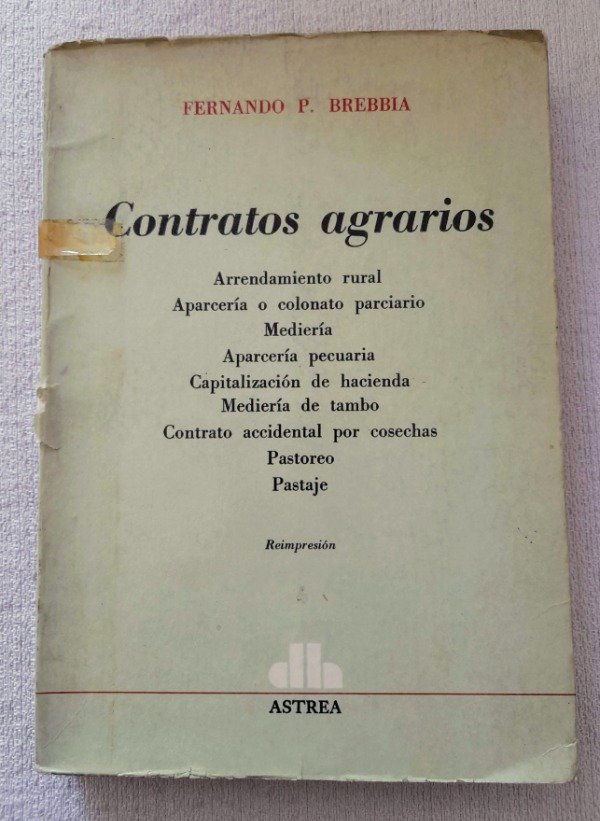 FERNANDO P. BREBBIA
Contratos agrarios
Arrendamiento rural
Aparcería o colonato parciario
Mediería
Aparcería pecuaria
Capitalización de hacienda
Mediería de tambo
Contrato accidental por cosechas
Pastoreo
Pastaje
Reimpresión
dh
ASTREA